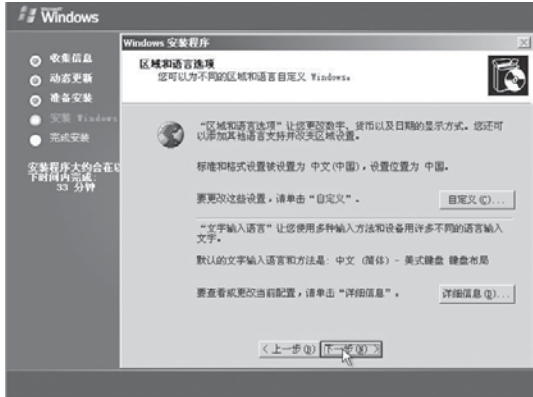 Microsoft
Windows
收集信息
动态更新
准备安装
安装 Windows
完成安装
安装程序大约会在以
下时间内完成:
33 分钟
Windows 安装程序
区域和语言选项
您可以为不同的区域和语言自定义 Windows。
“区域和语言选项”让您更改数字、货币以及日期的显示方式。您还可
以添加其他语言支持并改变区域设置。
标准和格式设置被设置为 中文(中国)，设置位置为 中国。
要更改这些设置，请单击“自定义”。
自定义(C)...
“文字输入语言”让您使用多种输入方法和设备用许多不同的语言输入
文字。
默认的文字输入语言和方法是: 中文 (简体) - 美式键盘 键盘布局
要查看或更改当前配置，请单击“详细信息”。
详细信息(D)...
< 上一步(B)
下一步(N) >